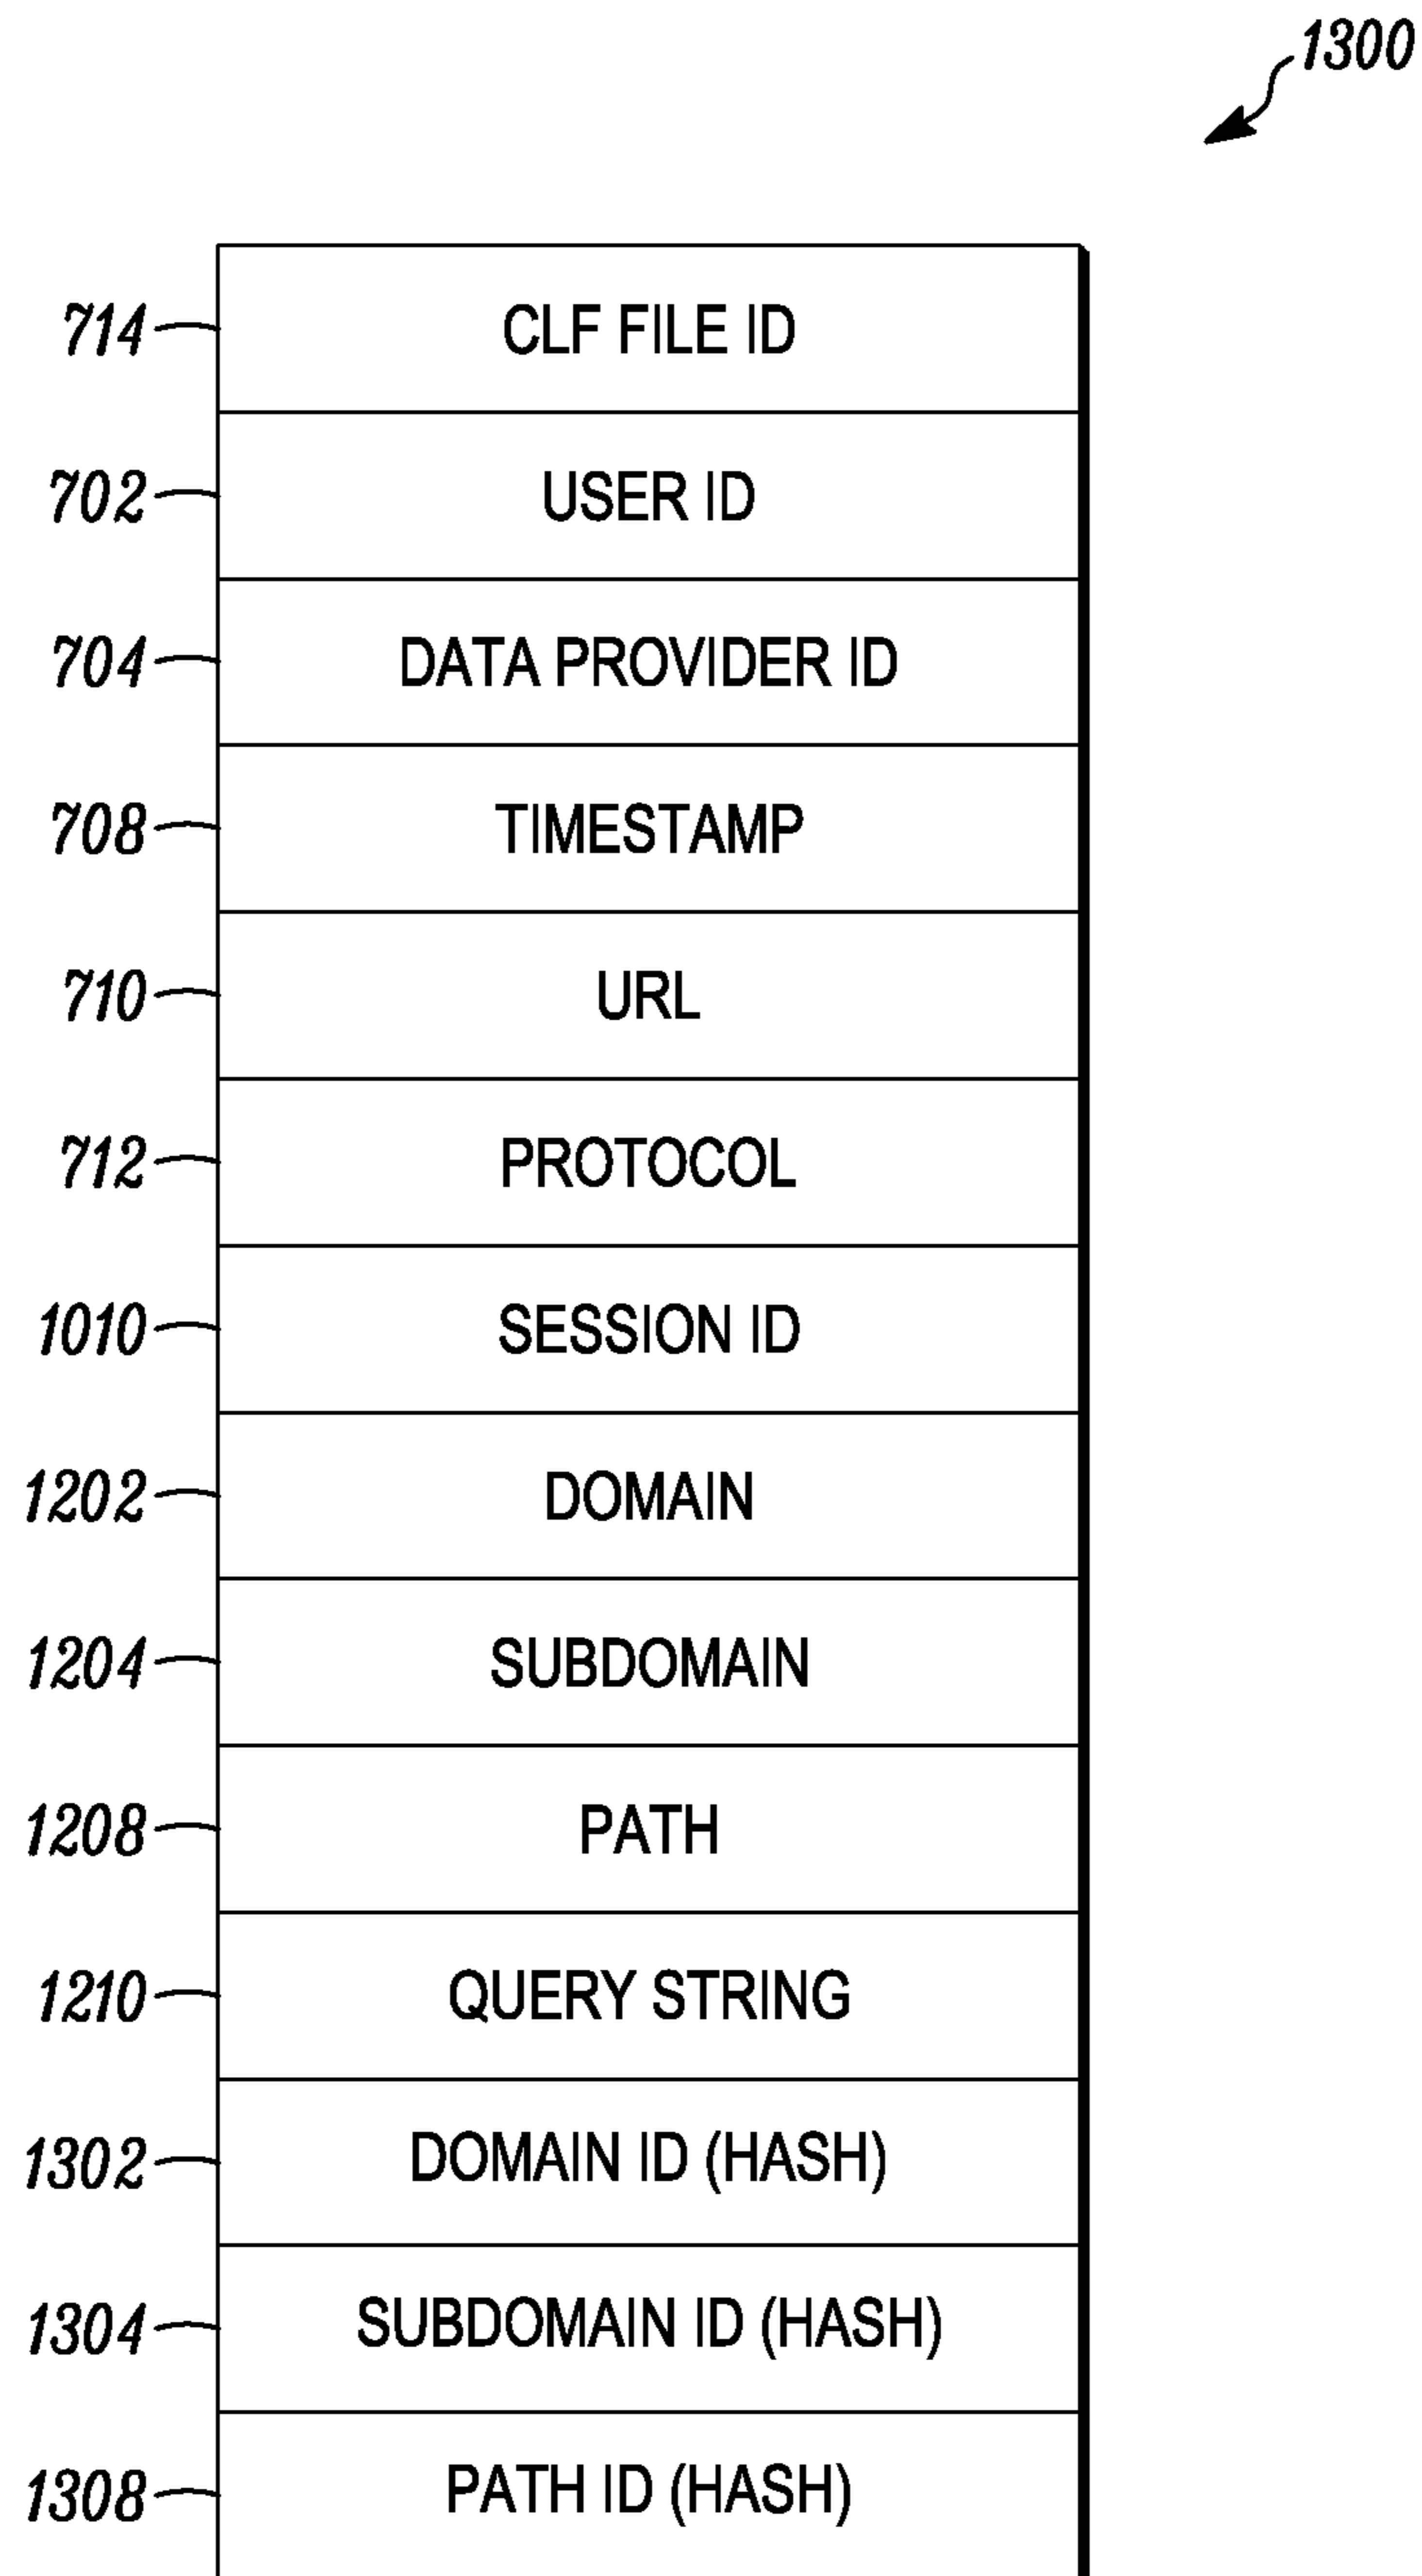 1300
714 CLF FILE ID
702 USER ID
704 DATA PROVIDER ID
708 TIMESTAMP
710 URL
712 PROTOCOL
1010 SESSION ID
1202 DOMAIN
1204 SUBDOMAIN
1208 PATH
1210 QUERY STRING
1302 DOMAIN ID (HASH)
1304 SUBDOMAIN ID (HASH)
1308 PATH ID (HASH)